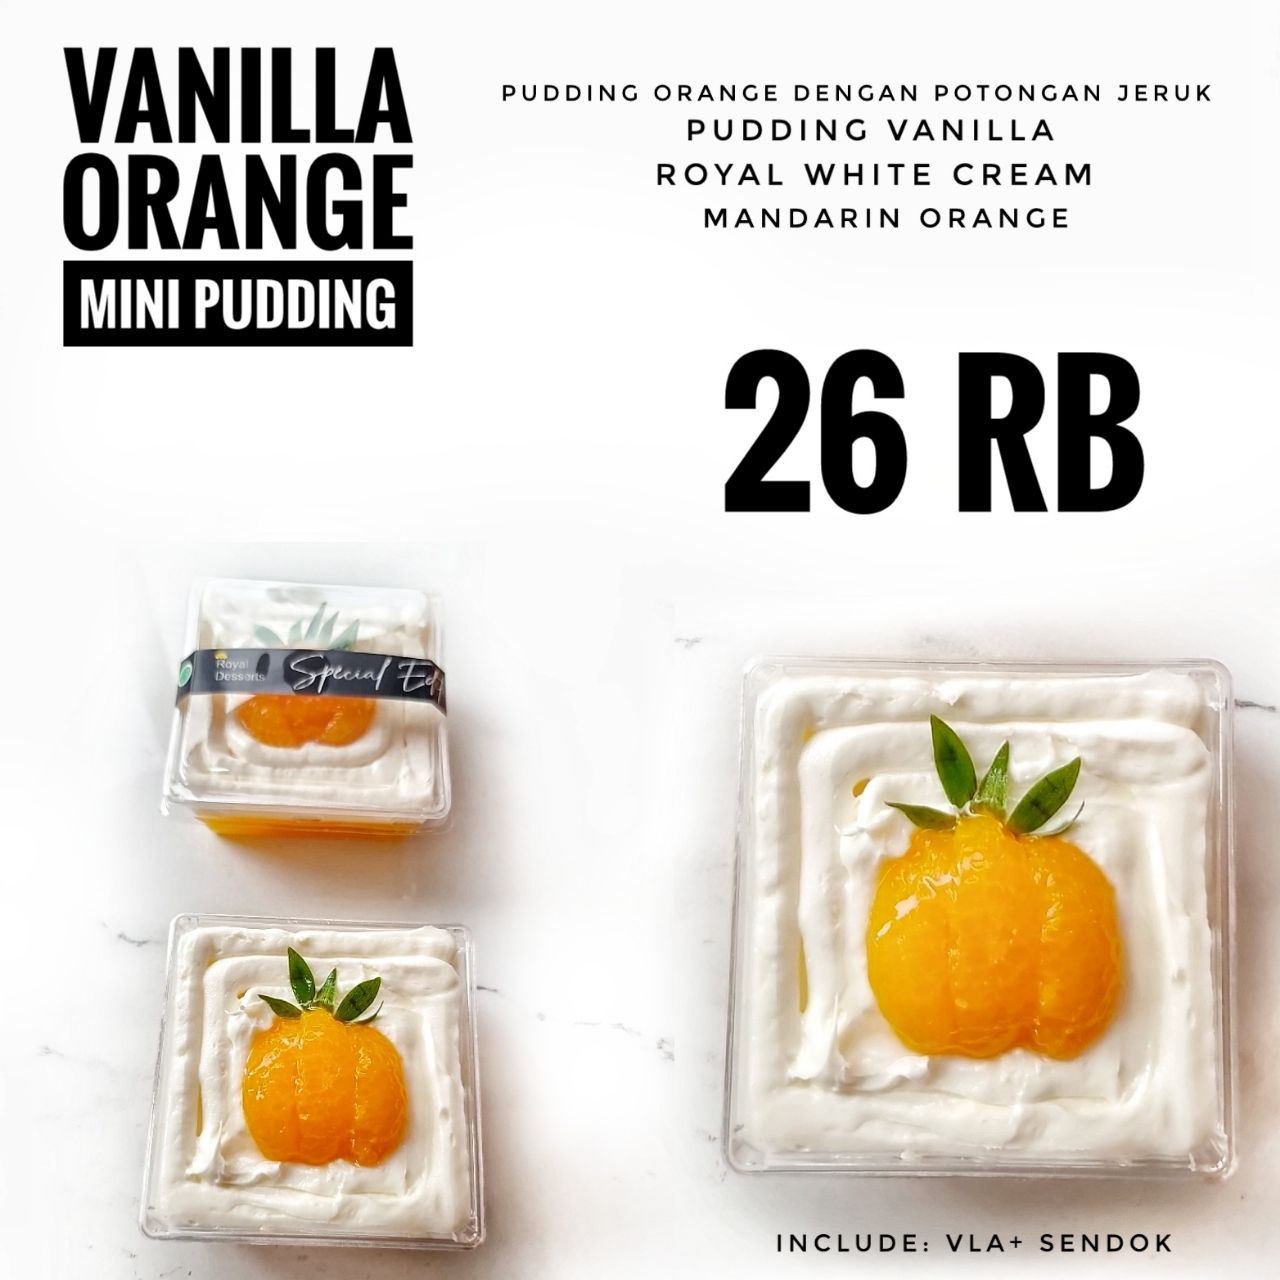 VANILLA
ORANGE
MINI PUDDING
PUDDING ORANGE DENGAN POTONGAN JERUK
PUDDING VANILLA
ROYAL WHITE CREAM
MANDARIN ORANGE
26 RB
Royal
Desserts
Special
INCLUDE: VLA+ SENDOK